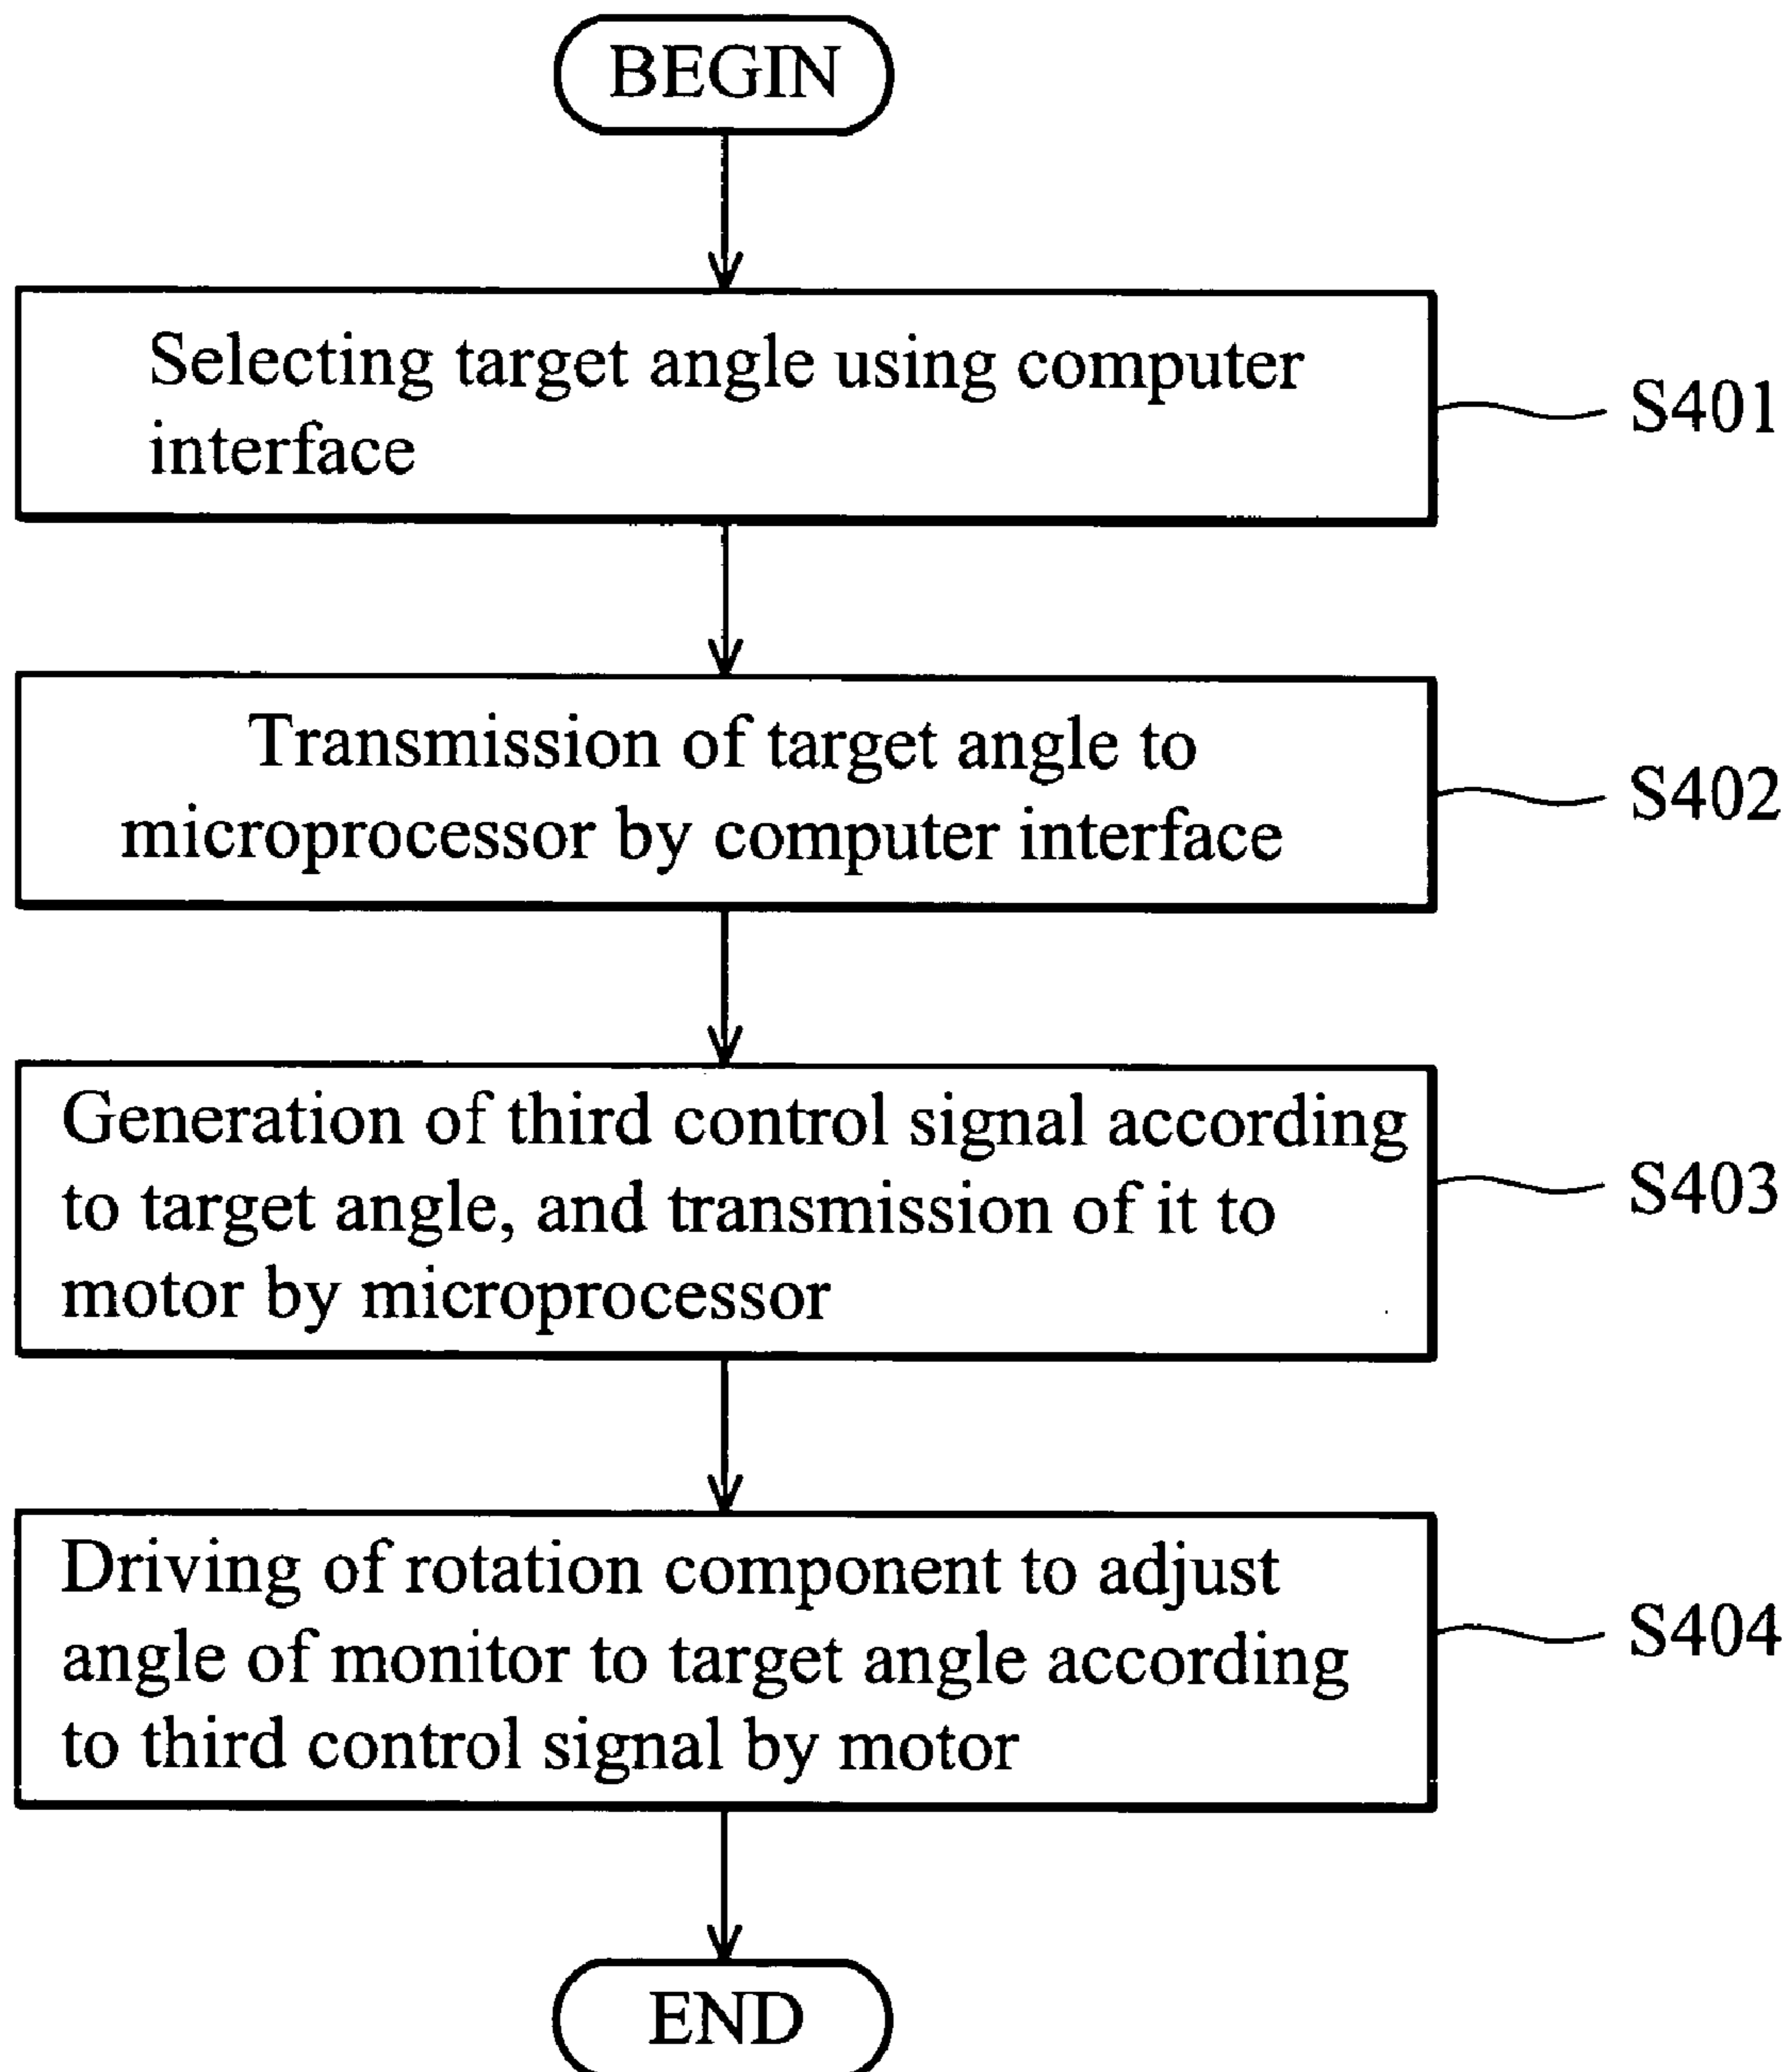 BEGIN
Selecting target angle using computer
interface
S401
Transmission of target angle to
microprocessor by computer interface
S402
Generation of third control signal according
to target angle, and transmission of it to
motor by microprocessor
S403
Driving of rotation component to adjust
angle of monitor to target angle according
to third control signal by motor
S404
END